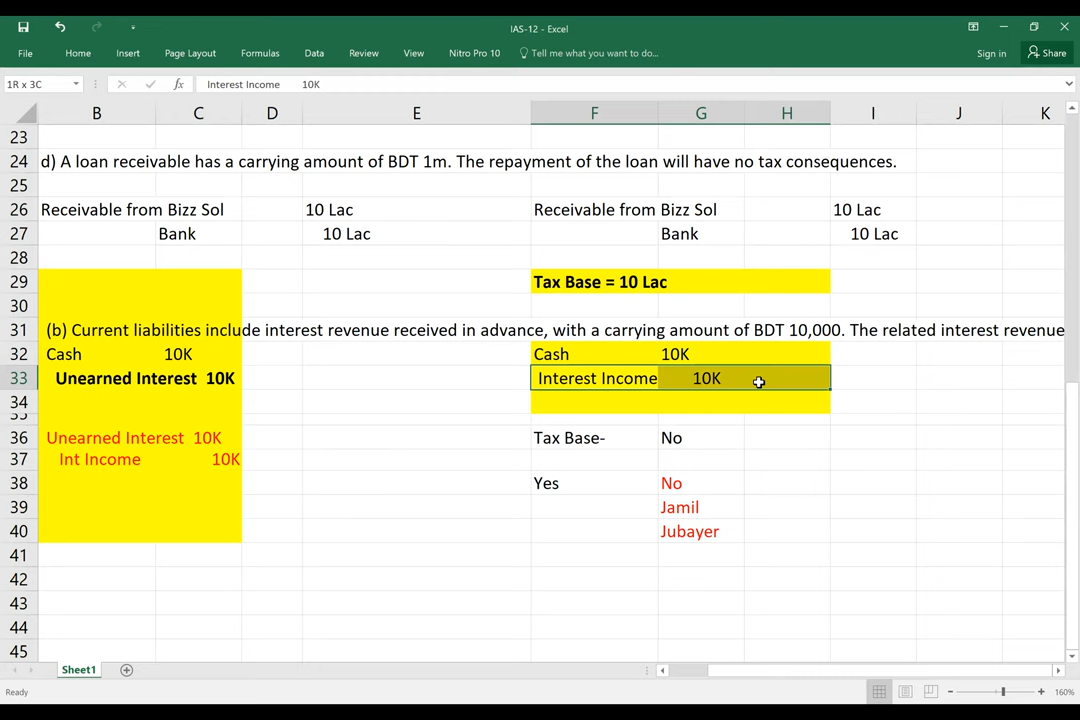 IAS-12 - Excel
File Home Insert Page Layout Formulas Data Review View Nitro Pro 10 Tell me what you want to do... Sign in Share
1R x 3C fx Interest Income 10K
B C D E F G H I J K
23
24 d) A loan receivable has a carrying amount of BDT 1m. The repayment of the loan will have no tax consequences.
25
26 Receivable from Bizz Sol 10 Lac Receivable from Bizz Sol 10 Lac
27 Bank 10 Lac Bank 10 Lac
28
29 Tax Base = 10 Lac
30
31 (b) Current liabilities include interest revenue received in advance, with a carrying amount of BDT 10,000. The related interest revenue
32 Cash 10K Cash 10K
33 Unearned Interest 10K Interest Income 10K
34
35
36 Unearned Interest 10K Tax Base- No
37 Int Income 10K
38 Yes No
39 Jamil
40 Jubayer
41
42
43
44
45
Sheet1
Ready 160%